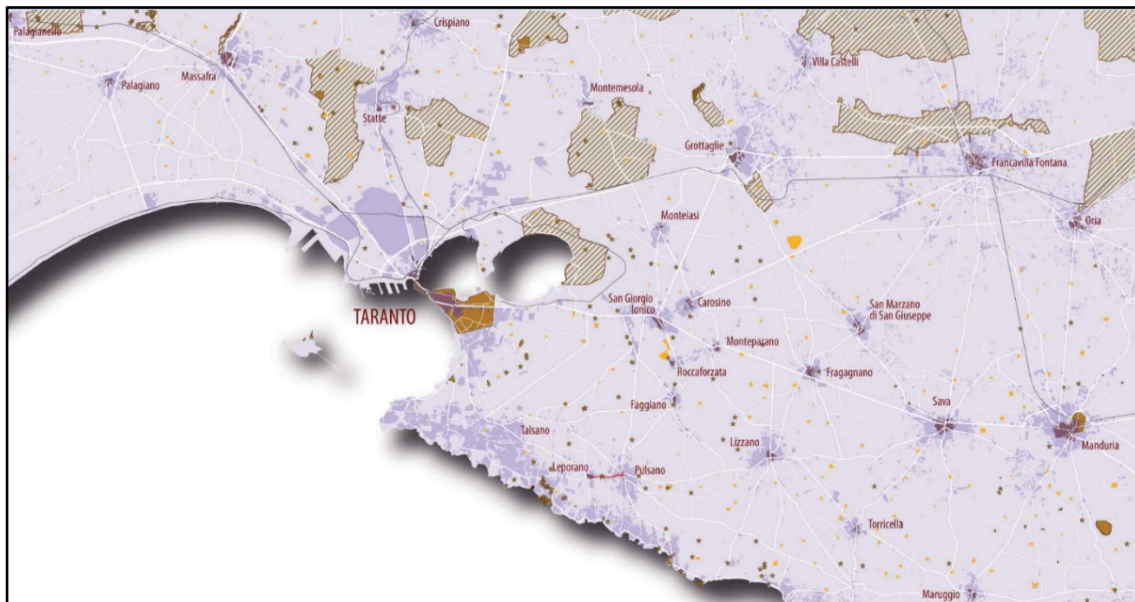 Palagianello
Crispiano
Massafra
Palagiano
Villa Castelli
Montemesola
Statte
Grottaglie
Francavilla Fontana
Oria
Monteiasi
San Giorgio
Ionico
Carosino
TARANTO
San Marzano
di San Giuseppe
Monteparano
Roccaforzata
Fragagnano
Faggiano
Sava
Talsano
Lizzano
Manduria
Leporano
Pulsano
Torricella
Maruggio